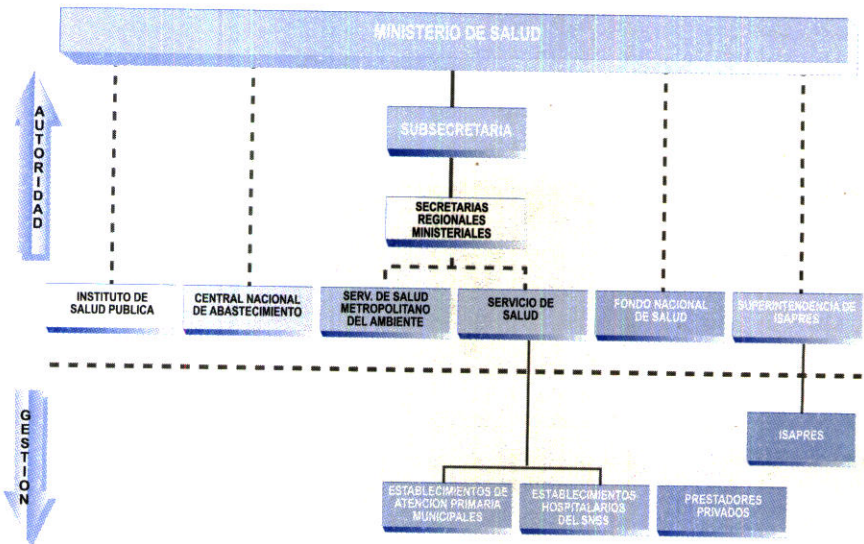 MINISTERIO DE SALUD
AUTORIDAD
SUBSECRETARIA
SECRETARIAS
REGIONALES
MINISTERIALES
INSTITUTO DE
SALUD PUBLICA
CENTRAL NACIONAL
DE ABASTECIMIENTO
SERV. DE SALUD
METROPOLITANO
DEL AMBIENTE
SERVICIO DE
SALUD
FONDO NACIONAL
DE SALUD
SUPERINTENDENCIA DE
ISAPRES
GESTION
ISAPRES
ESTABLECIMIENTOS DE
ATENCION PRIMARIA
MUNICIPALES
ESTABLECIMIENTOS
HOSPITALARIOS
DEL SNSS
PRESTADORES
PRIVADOS